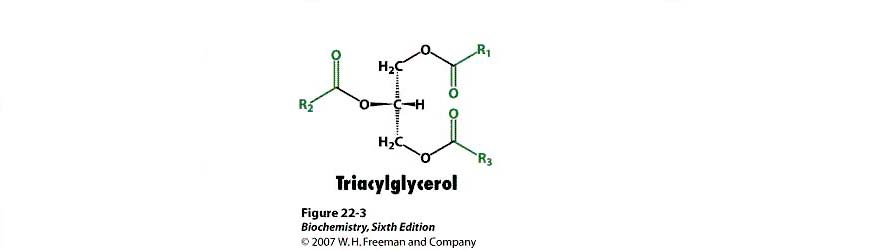 O
O
R₁
H₂C
O
R₂
O
C
H
O
H₂C
O
R₃
Triacylglycerol
Figure 22-3
Biochemistry, Sixth Edition
© 2007 W. H. Freeman and Company